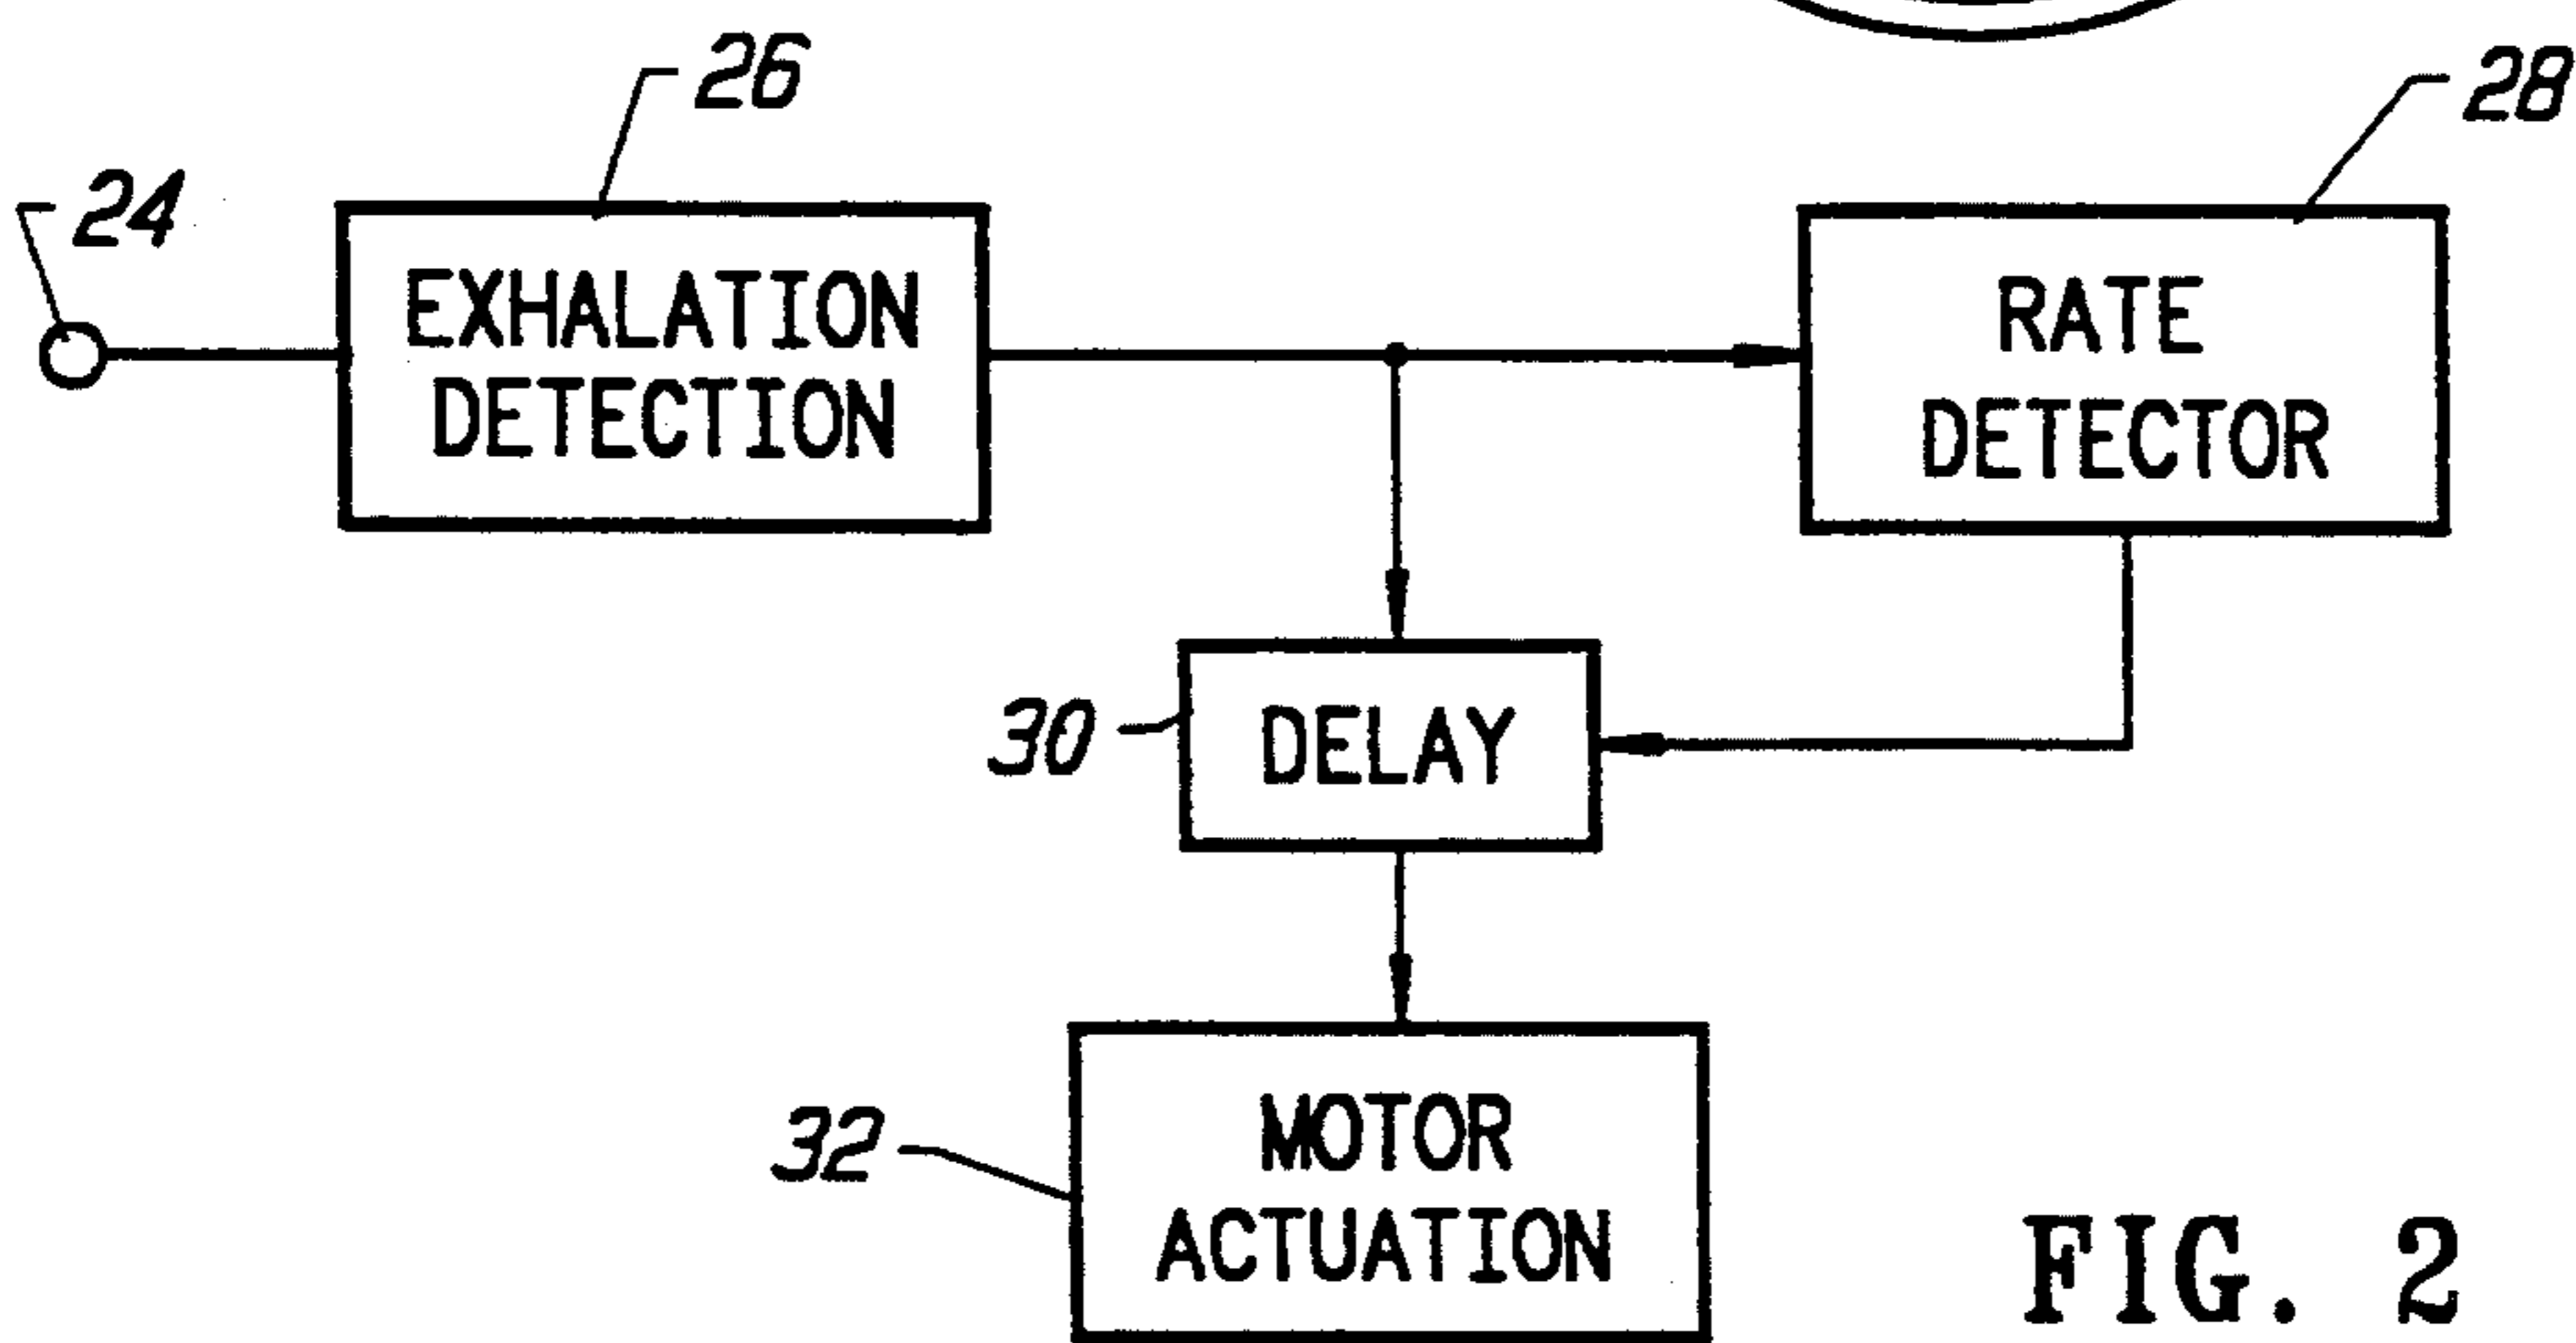 26
28
24
EXHALATION
DETECTION
RATE
DETECTOR
30
DELAY
32
MOTOR
ACTUATION
FIG. 2